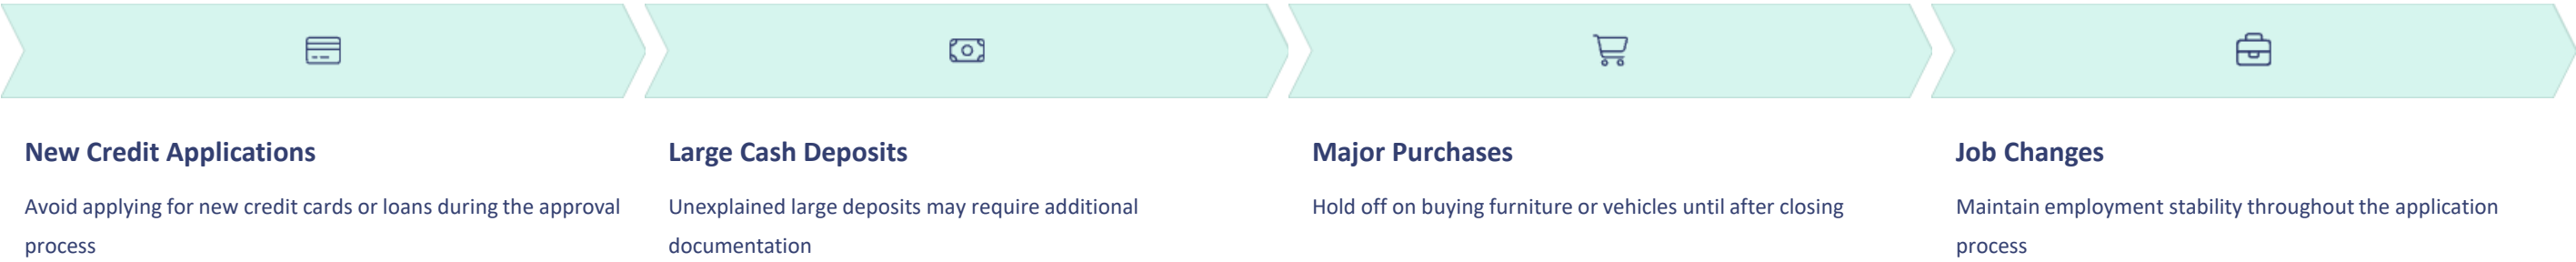 New Credit Applications
Avoid applying for new credit cards or loans during the approval
process
Large Cash Deposits
Unexplained large deposits may require additional
documentation
Major Purchases
Hold off on buying furniture or vehicles until after closing
Job Changes
Maintain employment stability throughout the application
process